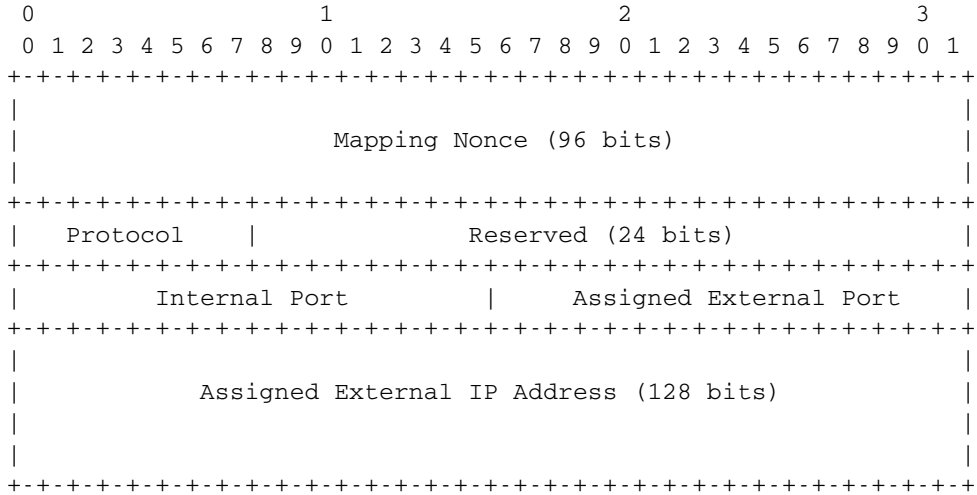 0                   1                   2                   3
 0 1 2 3 4 5 6 7 8 9 0 1 2 3 4 5 6 7 8 9 0 1 2 3 4 5 6 7 8 9 0 1
+-+-+-+-+-+-+-+-+-+-+-+-+-+-+-+-+-+-+-+-+-+-+-+-+-+-+-+-+-+-+-+-+
|                                                               |
|                     Mapping Nonce (96 bits)                   |
|                                                               |
+-+-+-+-+-+-+-+-+-+-+-+-+-+-+-+-+-+-+-+-+-+-+-+-+-+-+-+-+-+-+-+-+
|   Protocol    |              Reserved (24 bits)               |
+-+-+-+-+-+-+-+-+-+-+-+-+-+-+-+-+-+-+-+-+-+-+-+-+-+-+-+-+-+-+-+-+
|         Internal Port         |     Assigned External Port    |
+-+-+-+-+-+-+-+-+-+-+-+-+-+-+-+-+-+-+-+-+-+-+-+-+-+-+-+-+-+-+-+-+
|                                                               |
|            Assigned External IP Address (128 bits)            |
|                                                               |
|                                                               |
+-+-+-+-+-+-+-+-+-+-+-+-+-+-+-+-+-+-+-+-+-+-+-+-+-+-+-+-+-+-+-+-+